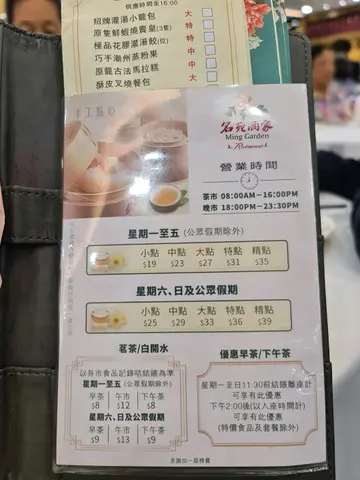 供應時間至16:00
招牌灌湯小籠包 大
原隻鮮蝦燒賣皇(3隻) 特
極品花膠灌湯餃(位) 特
巧手潮州蒸粉果 中
原籠古法馬拉糕 中
酥皮叉燒餐包 大
手工點心
名苑酒家
Ming Garden
Restaurant
營業時間
茶市 08:00AM－16:00PM
晚市 18:00PM－23:30PM
星期一至五 (公眾假期除外)
小點 中點 大點 特點 精點
$19 $23 $27 $31 $35
星期六、日及公眾假期
小點 中點 大點 特點 精點
$25 $29 $33 $36 $39
茗茶/白開水
以各市食品記錄咭結賬為準
星期一至五 (公眾假期除外)
早茶 午市 下午茶
$8 $12 $8
星期六、日及公眾假期
早茶 午市 下午茶
$9 $13 $9
優惠早茶/下午茶
星期一至日11:30前結賬離座計
可享有此優惠
下午2:00後(以入座時間計)
可享有此優惠
(特價食品及套餐除外)
多謝加一服務費